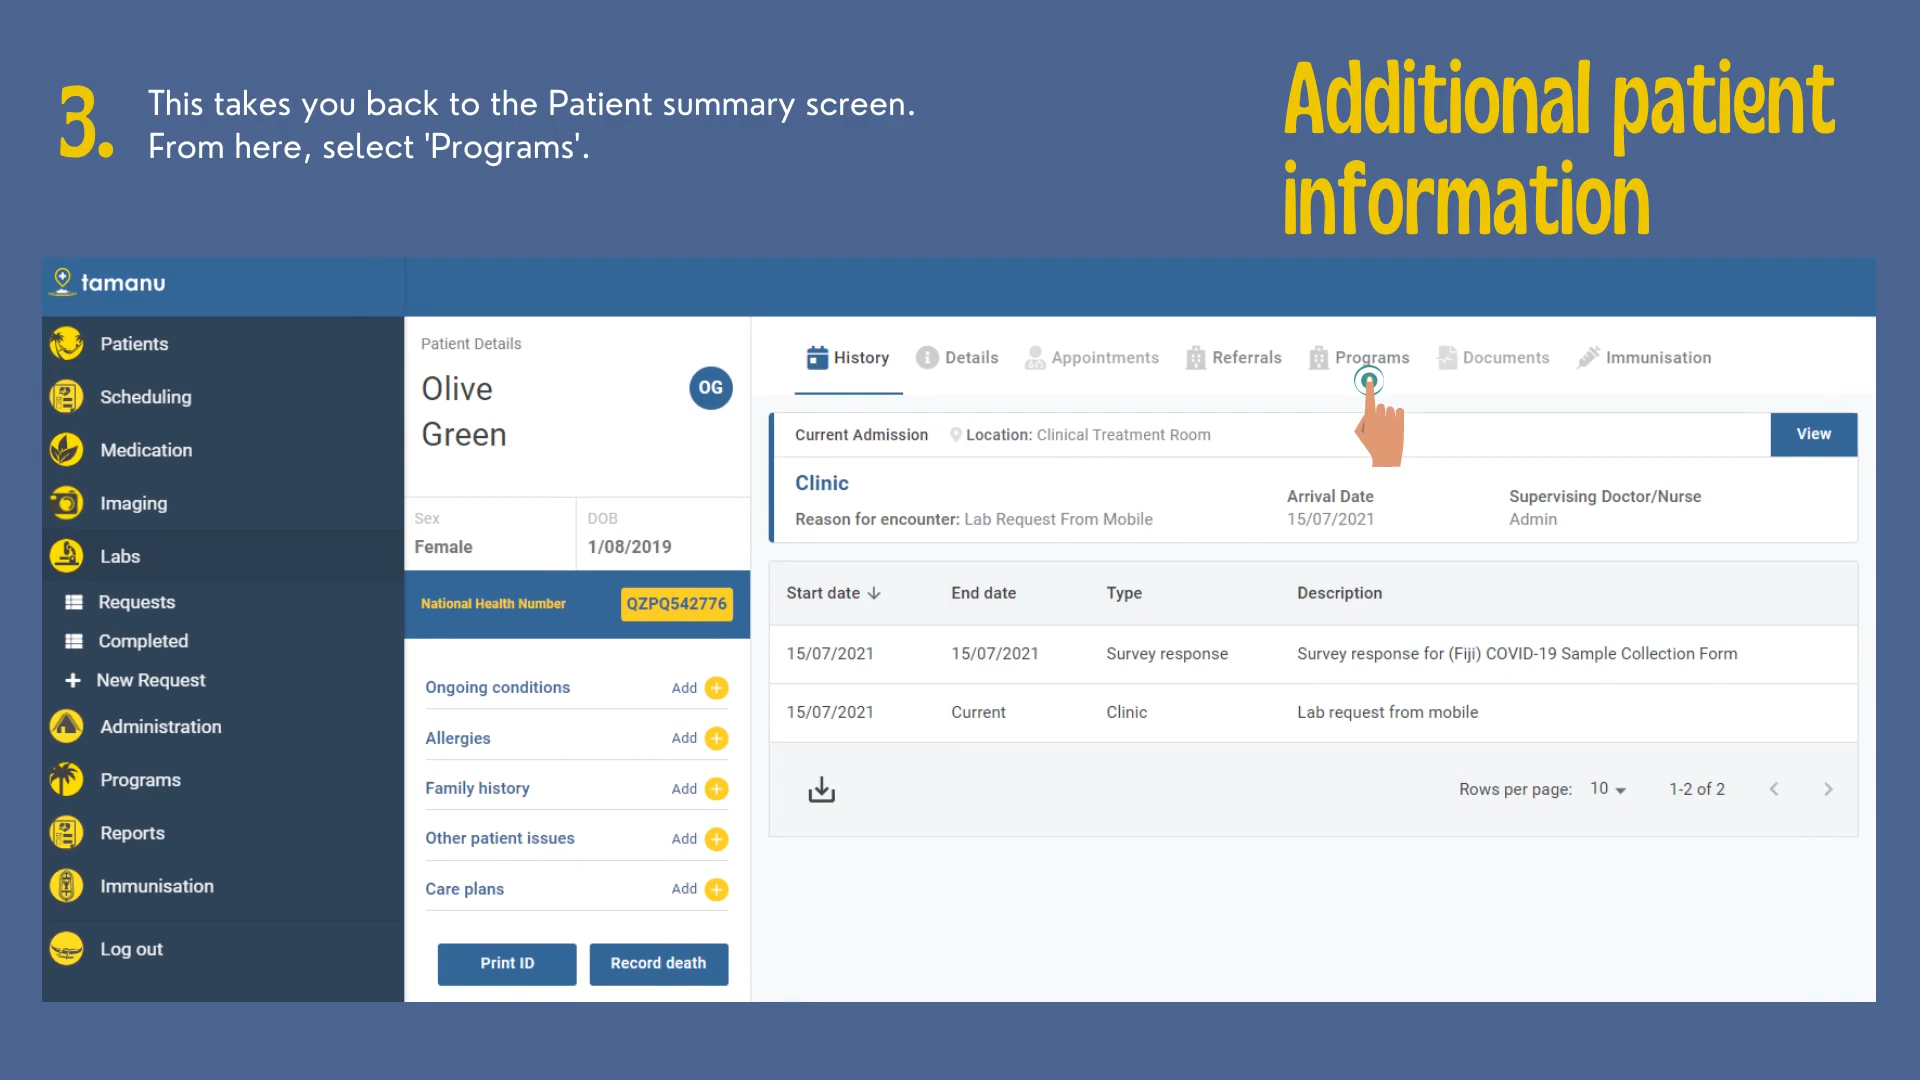 3.
This takes you back to the Patient summary screen.
From here, select 'Programs'.
Additional patient
information
tamanu
Patients
Scheduling
Medication
Imaging
Labs
Requests
Completed
New Request
Administration
Programs
Reports
Immunisation
Log out
Patient Details
Olive
Green
OG
Sex
Female
DOB
1/08/2019
National Health Number QZPQ542776
Ongoing conditions Add
Allergies Add
Family history Add
Other patient issues Add
Care plans Add
Print ID Record death
History Details Appointments Referrals Programs Documents Immunisation
Current Admission Location: Clinical Treatment Room View
Clinic
Reason for encounter: Lab Request From Mobile
Arrival Date
15/07/2021
Supervising Doctor/Nurse
Admin
Start date End date Type Description
15/07/2021 15/07/2021 Survey response Survey response for (Fiji) COVID-19 Sample Collection Form
15/07/2021 Current Clinic Lab request from mobile
Rows per page: 10 1-2 of 2